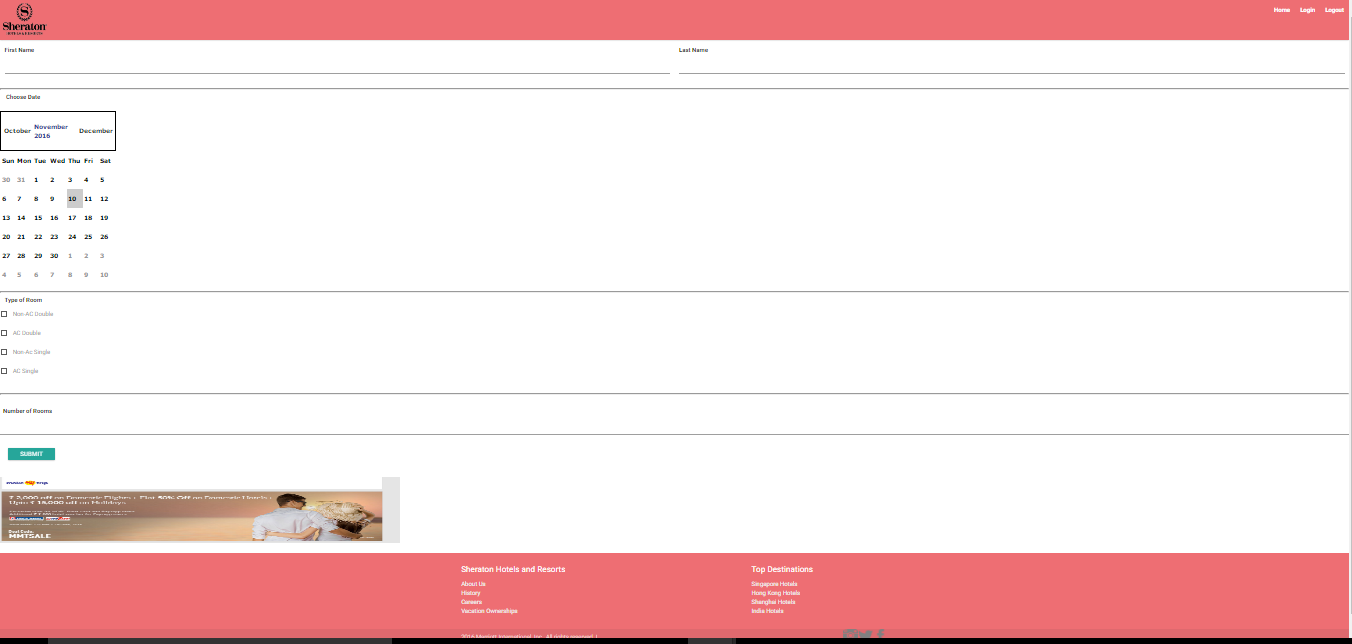 Home Login Logout
S
Sheraton
HOTELS & RESORTS
First Name Last Name
Choose Date
October November 2016 December
Sun Mon Tue Wed Thu Fri Sat
30 31 1 2 3 4 5
6 7 8 9 10 11 12
13 14 15 16 17 18 19
20 21 22 23 24 25 26
27 28 29 30 1 2 3
4 5 6 7 8 9 10
Type of Room
Non-AC Double
AC Double
Non-Ac Single
AC Single
Number of Rooms
SUBMIT
make my trip
₹ 2,000 off on Domestic Flights + Flat 50% Off on Domestic Hotels +
Upto ₹ 15,000 off on Holidays
Deal Code:
MMTSALE
Sheraton Hotels and Resorts Top Destinations
About Us Singapore Hotels
History Hong Kong Hotels
Careers Shanghai Hotels
Vacation Ownerships India Hotels
2016 Marriott International, Inc. All rights reserved. |